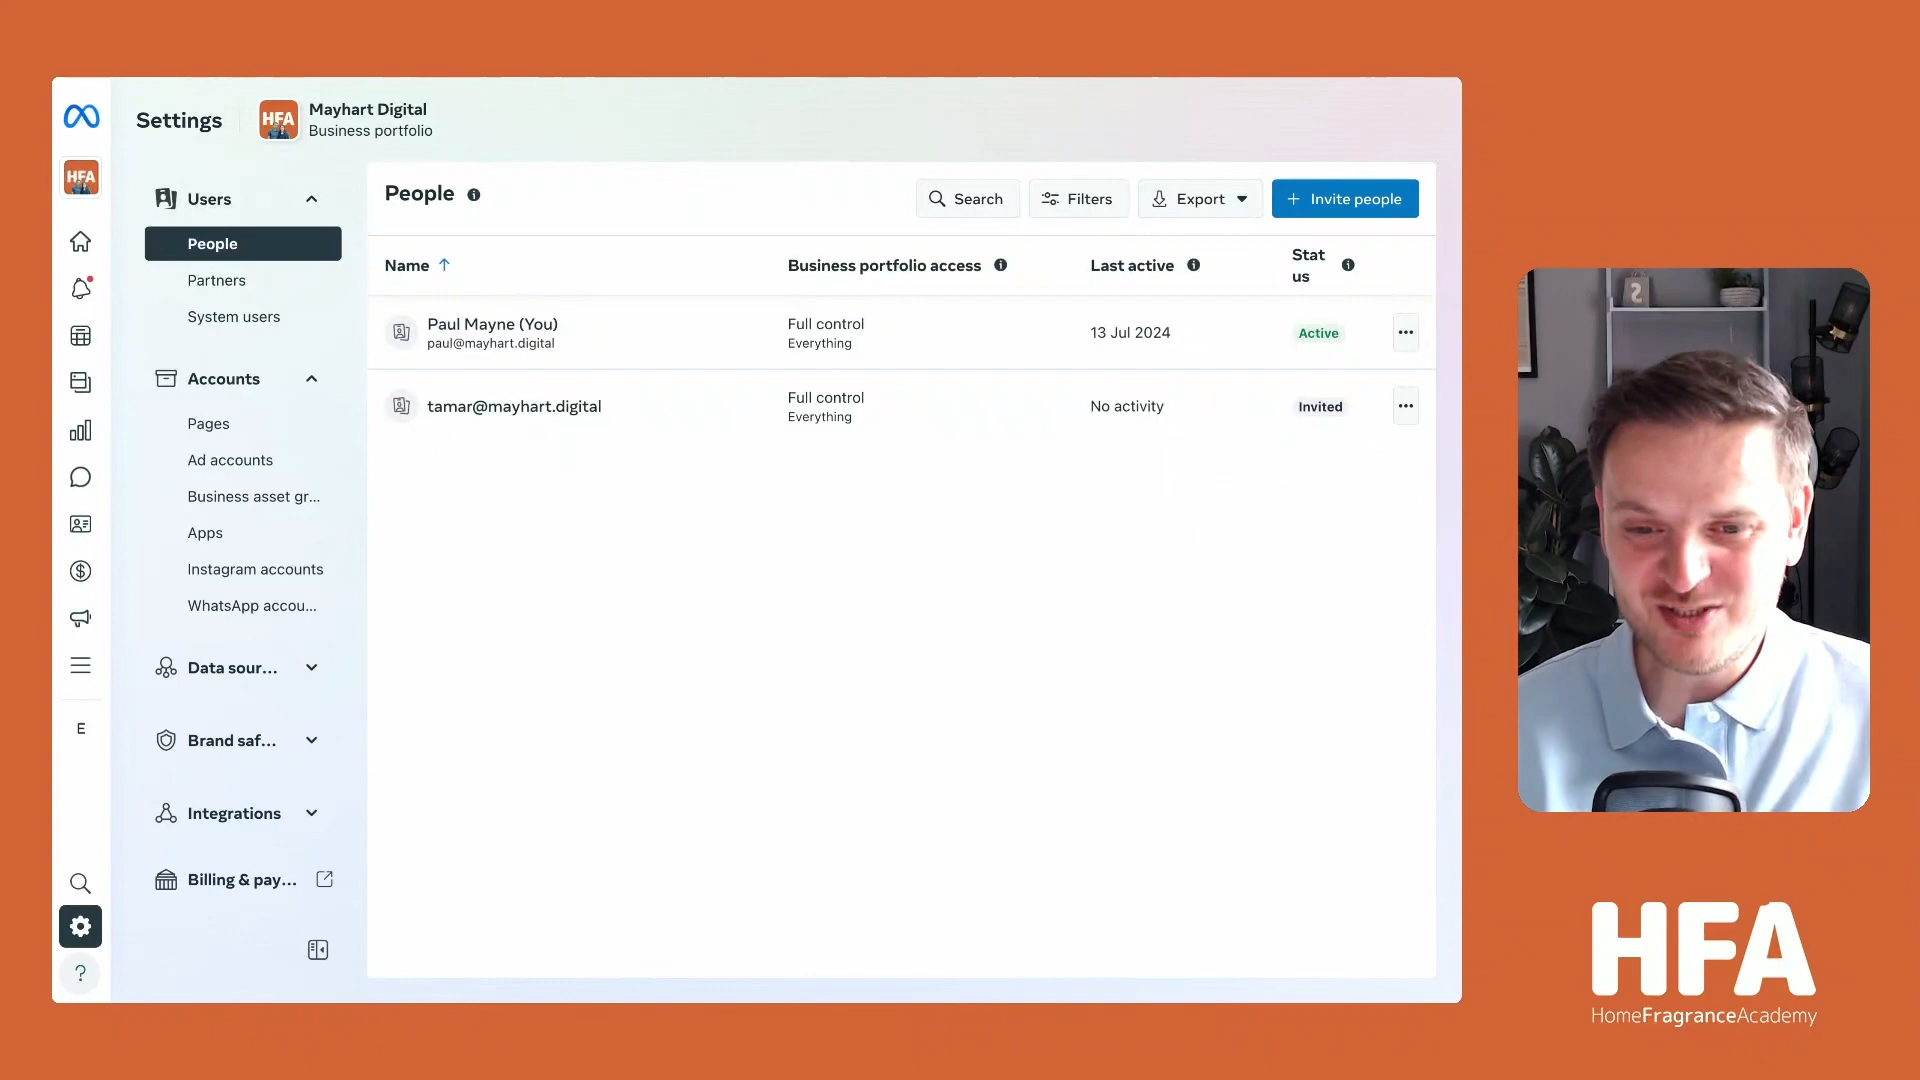 Settings
HFA
Mayhart Digital
Business portfolio
HFA
Users
People
Partners
System users
Accounts
Pages
Ad accounts
Business asset gr...
Apps
Instagram accounts
WhatsApp accou...
Data sour...
Brand saf...
Integrations
Billing & pay...
E
?
People
Search
Filters
Export
+ Invite people
Name ↑
Business portfolio access
Last active
Stat
us
Paul Mayne (You)
paul@mayhart.digital
Full control
Everything
13 Jul 2024
Active
tamar@mayhart.digital
Full control
Everything
No activity
Invited
HFA
HomeFragranceAcademy